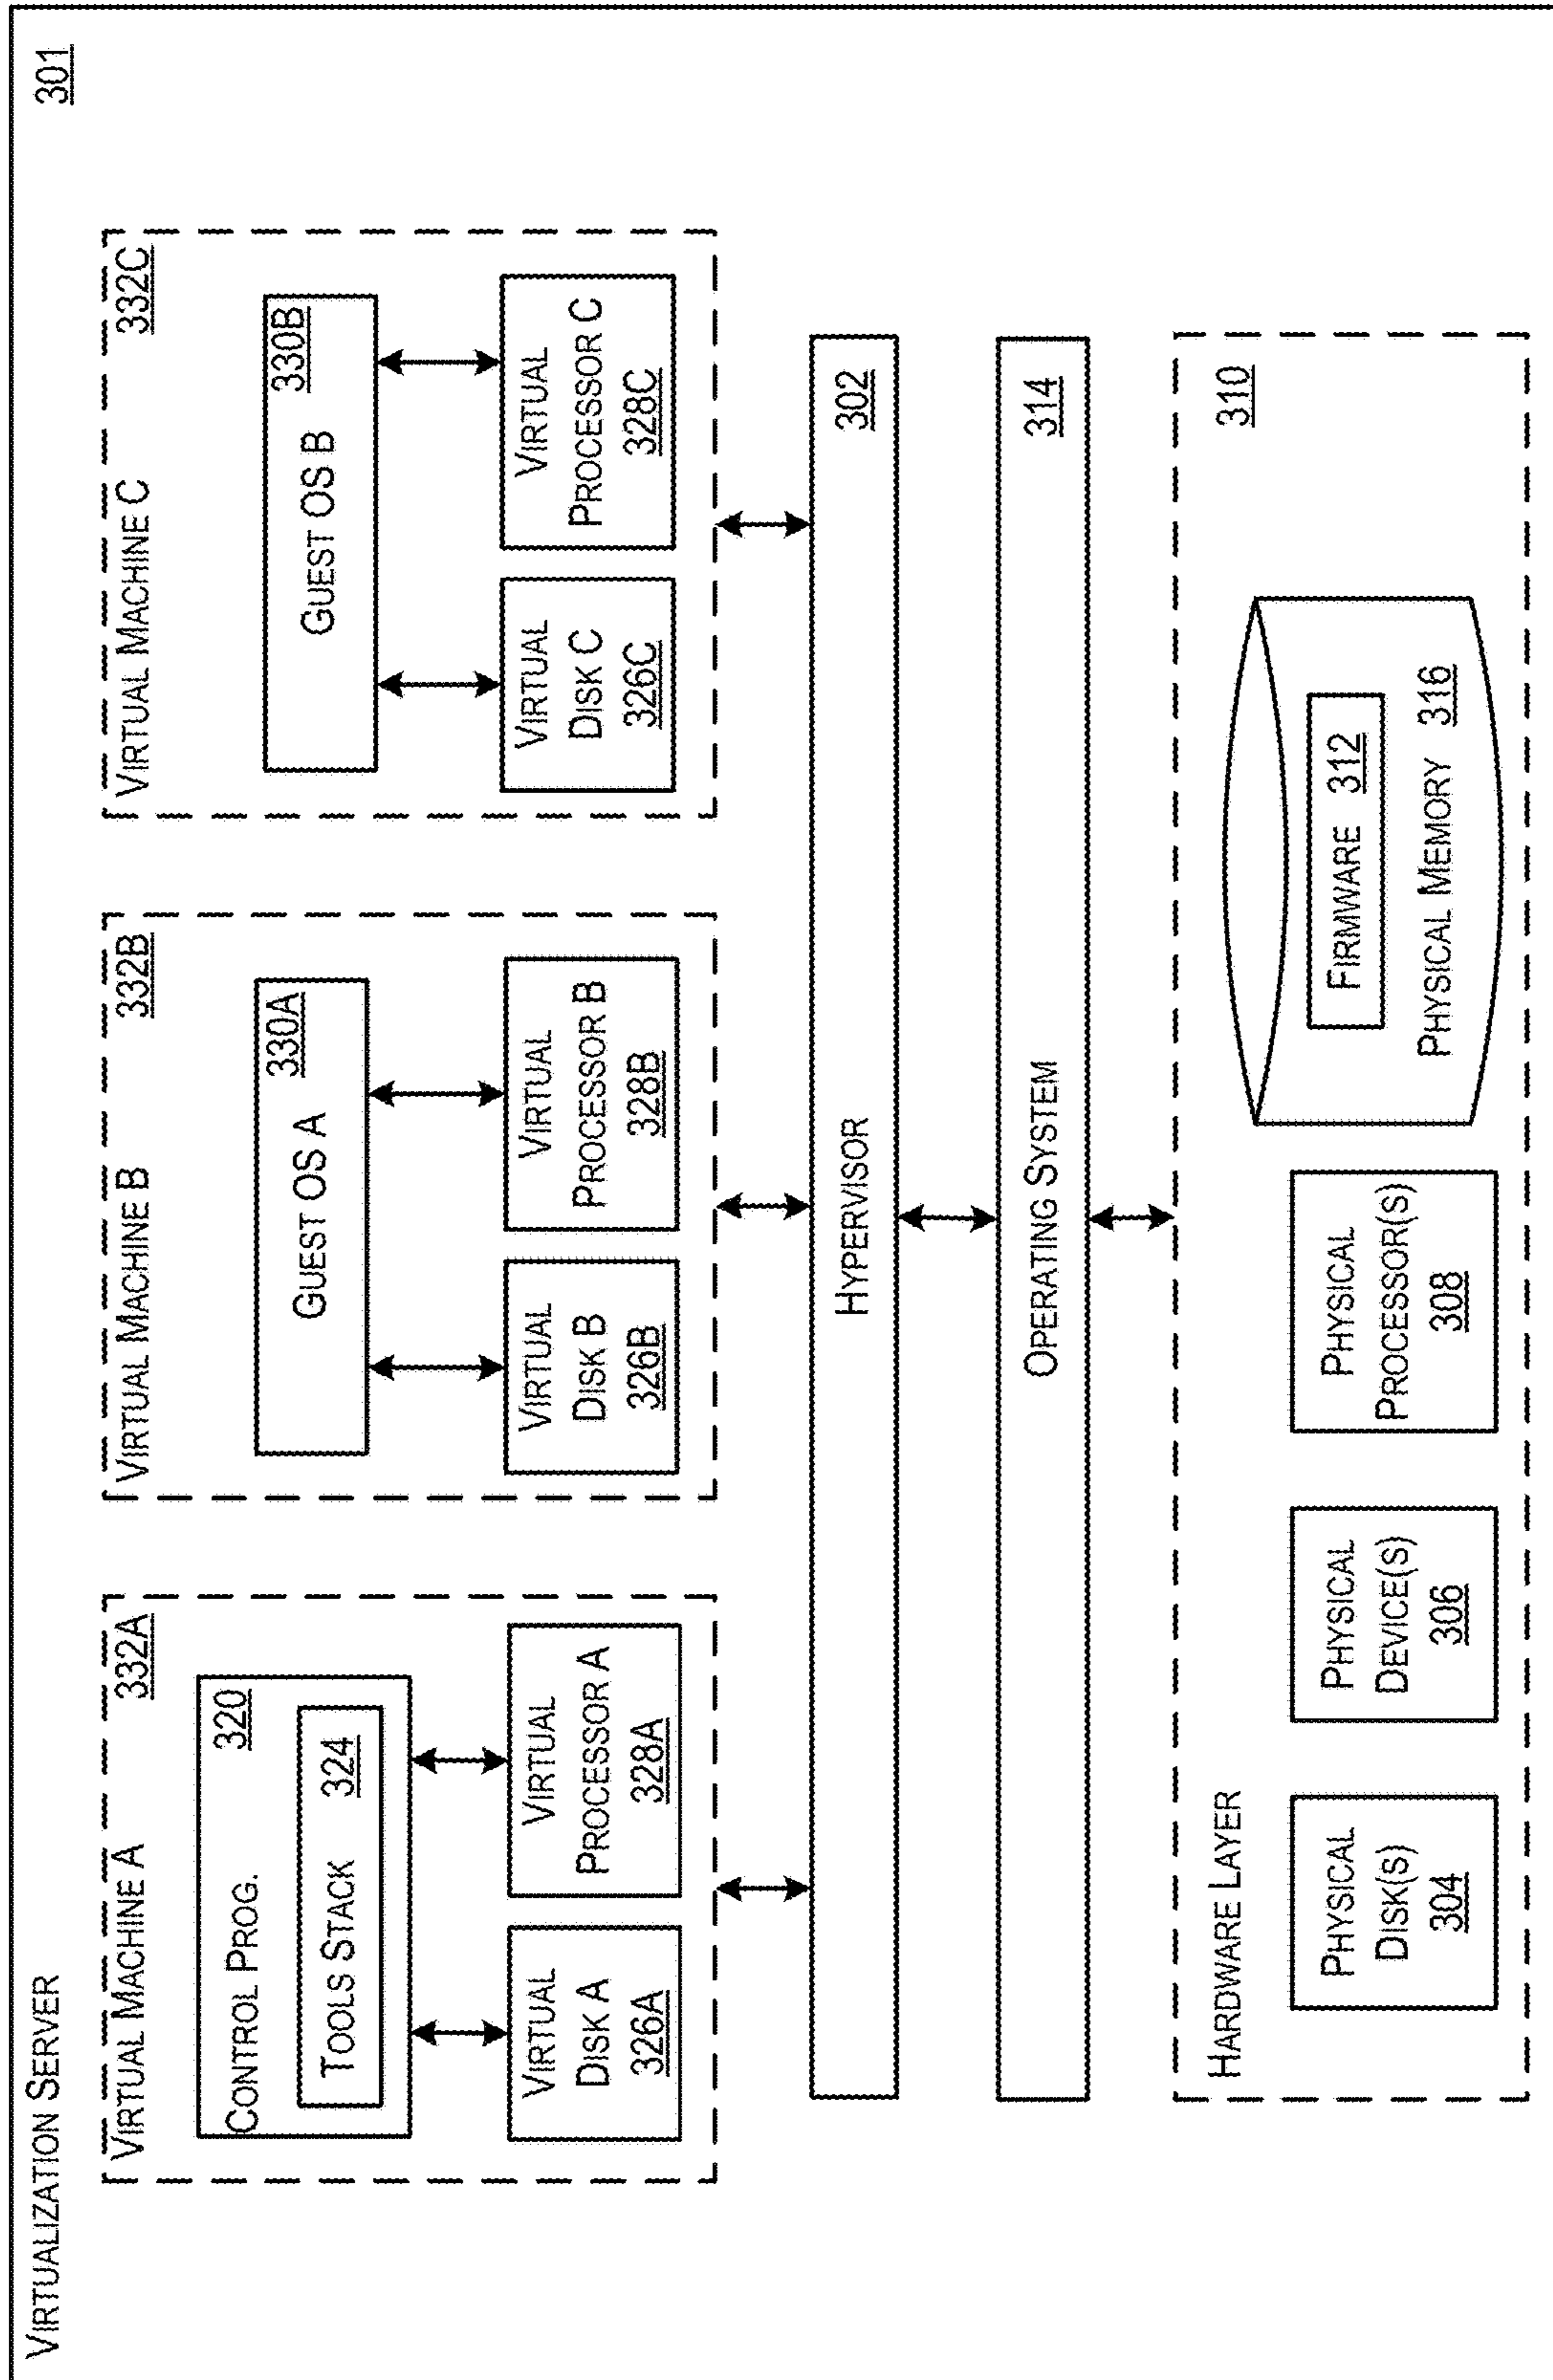 VIRTUALIZATION SERVER
301
VIRTUAL MACHINE A
332A
CONTROL PROG.
320
TOOLS STACK
324
VIRTUAL
DISK A
326A
VIRTUAL
PROCESSOR A
328A
VIRTUAL MACHINE B
332B
GUEST OS A
330A
VIRTUAL
DISK B
326B
VIRTUAL
PROCESSOR B
328B
VIRTUAL MACHINE C
332C
GUEST OS B
330B
VIRTUAL
DISK C
326C
VIRTUAL
PROCESSOR C
328C
HYPERVISOR
302
OPERATING SYSTEM
314
HARDWARE LAYER
310
PHYSICAL
DISK(S)
304
PHYSICAL
DEVICE(S)
306
PHYSICAL
PROCESSOR(S)
308
FIRMWARE 312
PHYSICAL MEMORY 316